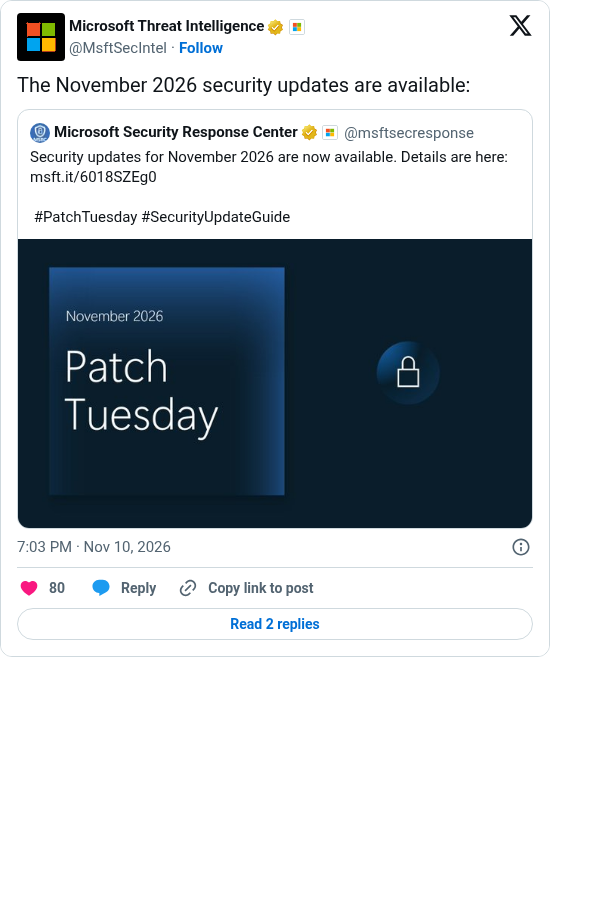 Microsoft Threat Intelligence
@MsftSecIntel · Follow
The November 2026 security updates are available:
Microsoft Security Response Center @msftsecresponse
Security updates for November 2026 are now available. Details are here:
msft.it/6018SZEg0
#PatchTuesday #SecurityUpdateGuide
November 2026
Patch
Tuesday
7:03 PM · Nov 10, 2026
80 Reply Copy link to post
Read 2 replies